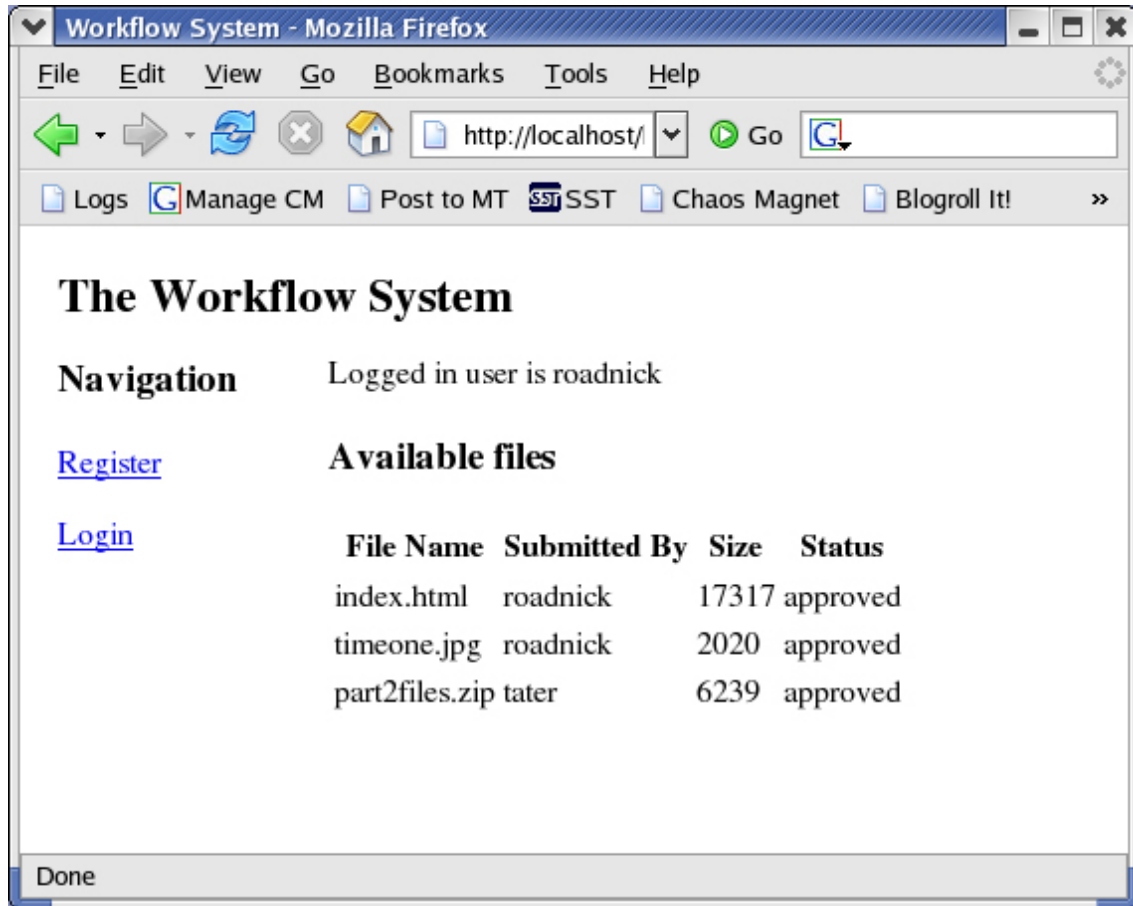 Workflow System - Mozilla Firefox
File Edit View Go Bookmarks Tools Help
http://localhost/ Go G
Logs G Manage CM Post to MT SST SST Chaos Magnet Blogroll It! »
The Workflow System
Navigation
Logged in user is roadnick
Register
Available files
Login
File Name Submitted By Size Status
index.html roadnick 17317 approved
timeone.jpg roadnick 2020 approved
part2files.zip tater 6239 approved
Done